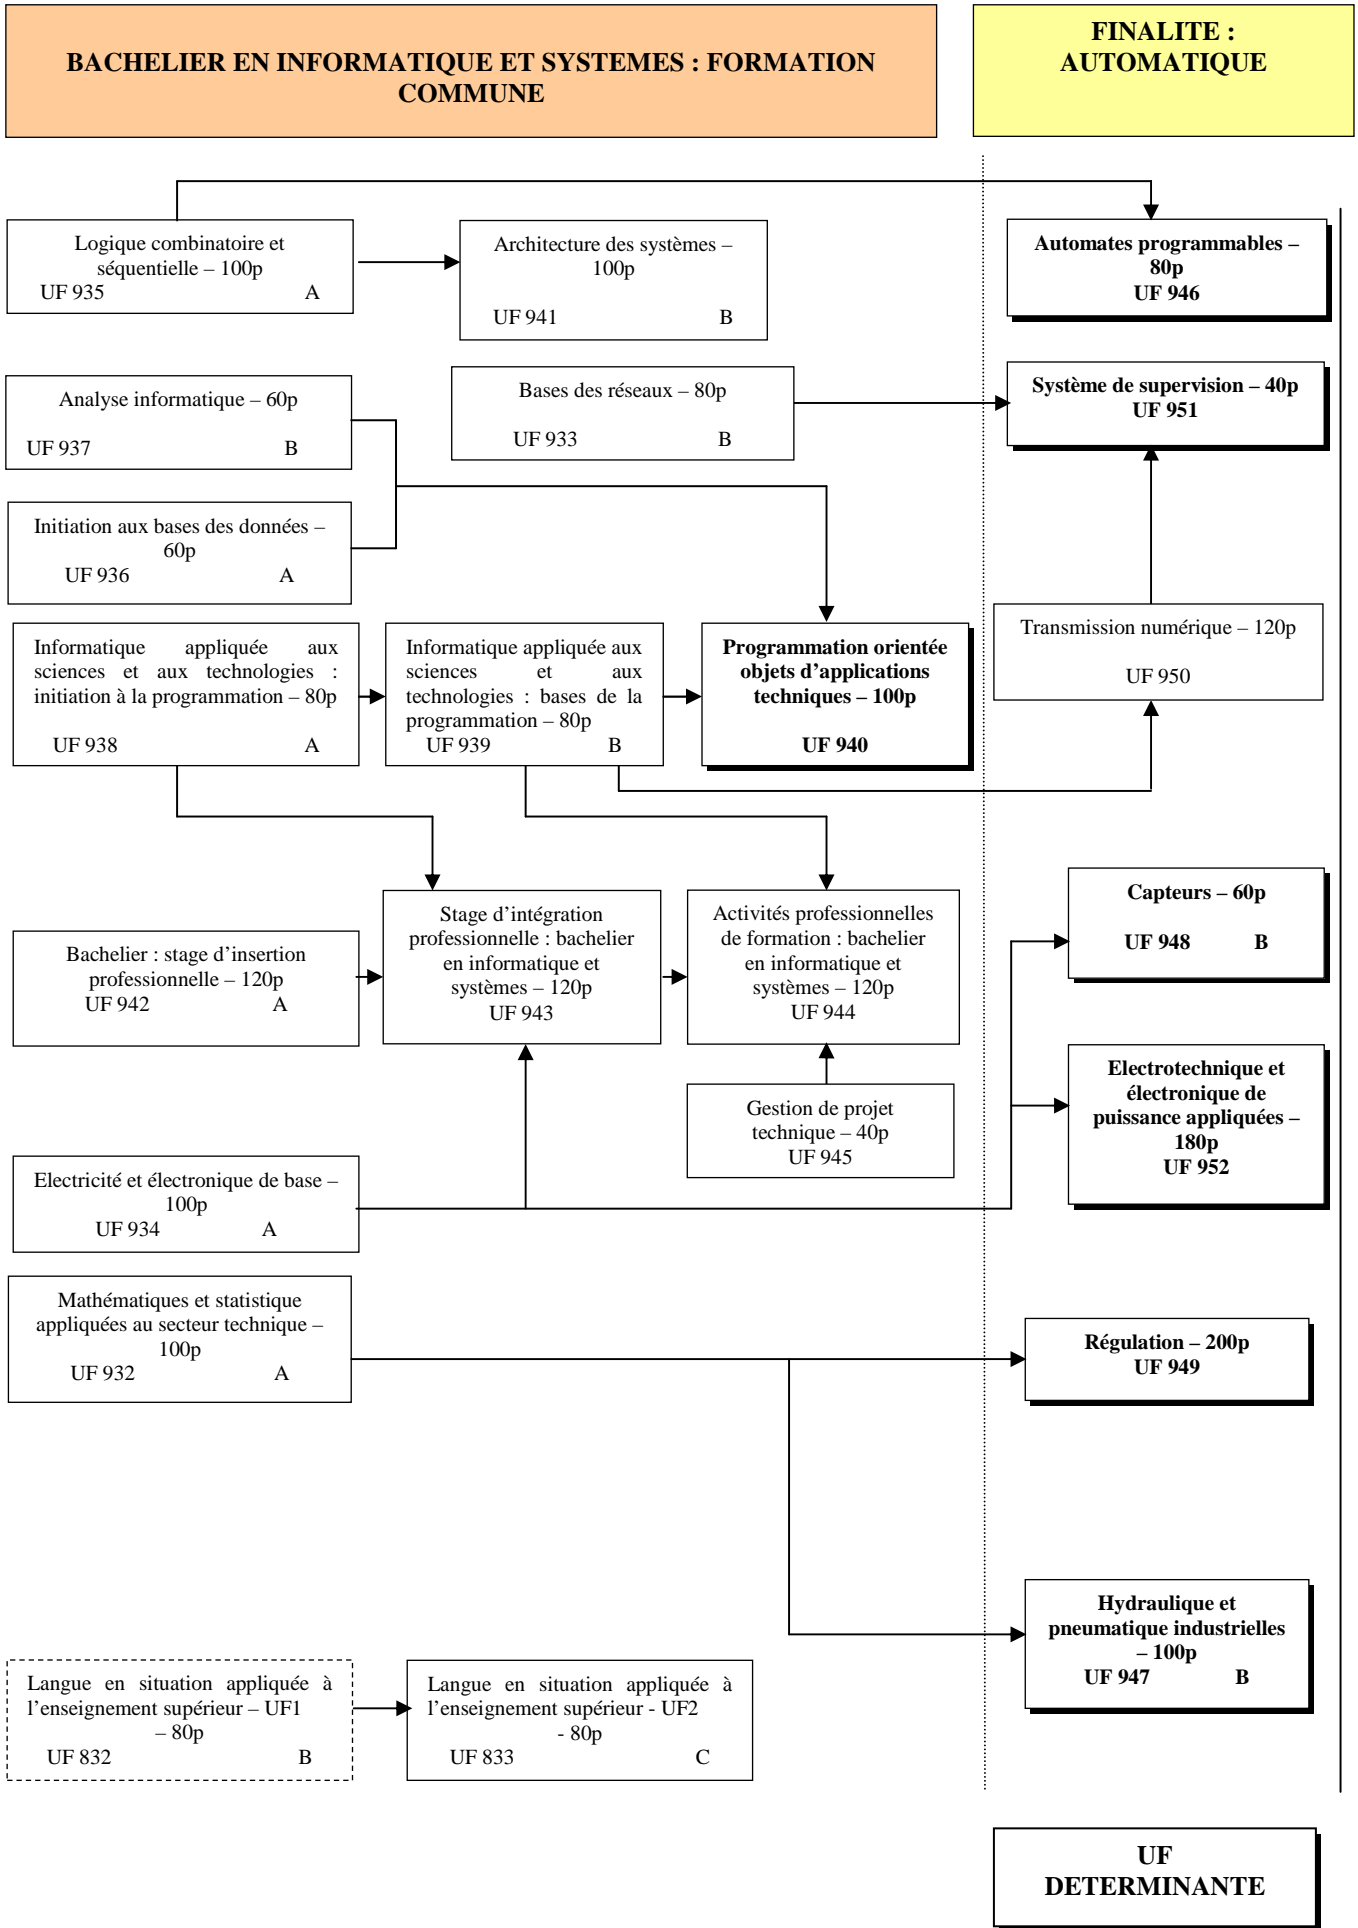 BACHELIER EN INFORMATIQUE ET SYSTEMES : FORMATION
COMMUNE
FINALITE :
AUTOMATIQUE
Logique combinatoire et
séquentielle – 100p
UF 935 A
Architecture des systèmes –
100p
UF 941 B
Automates programmables –
80p
UF 946
Analyse informatique – 60p
UF 937 B
Bases des réseaux – 80p
UF 933 B
Système de supervision – 40p
UF 951
Initiation aux bases des données –
60p
UF 936 A
Informatique appliquée aux
sciences et aux technologies :
initiation à la programmation – 80p
UF 938 A
Informatique appliquée aux
sciences et aux
technologies : bases de la
programmation – 80p
UF 939 B
Programmation orientée
objets d’applications
techniques – 100p
UF 940
Transmission numérique – 120p
UF 950
Bachelier : stage d’insertion
professionnelle – 120p
UF 942 A
Stage d’intégration
professionnelle : bachelier
en informatique et
systèmes – 120p
UF 943
Activités professionnelles
de formation : bachelier
en informatique et
systèmes – 120p
UF 944
Capteurs – 60p
UF 948 B
Gestion de projet
technique – 40p
UF 945
Electrotechnique et
électronique de
puissance appliquées –
180p
UF 952
Electricité et électronique de base –
100p
UF 934 A
Mathématiques et statistique
appliquées au secteur technique –
100p
UF 932 A
Régulation – 200p
UF 949
Hydraulique et
pneumatique industrielles
– 100p
UF 947 B
Langue en situation appliquée à
l’enseignement supérieur – UF1
– 80p
UF 832 B
Langue en situation appliquée à
l’enseignement supérieur - UF2
- 80p
UF 833 C
UF
DETERMINANTE